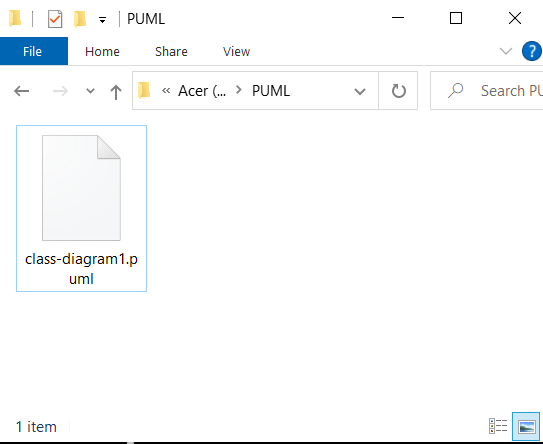 PUML
File Home Share View
?
« Acer (... > PUML
Search PU
class-diagram1.p
uml
1 item